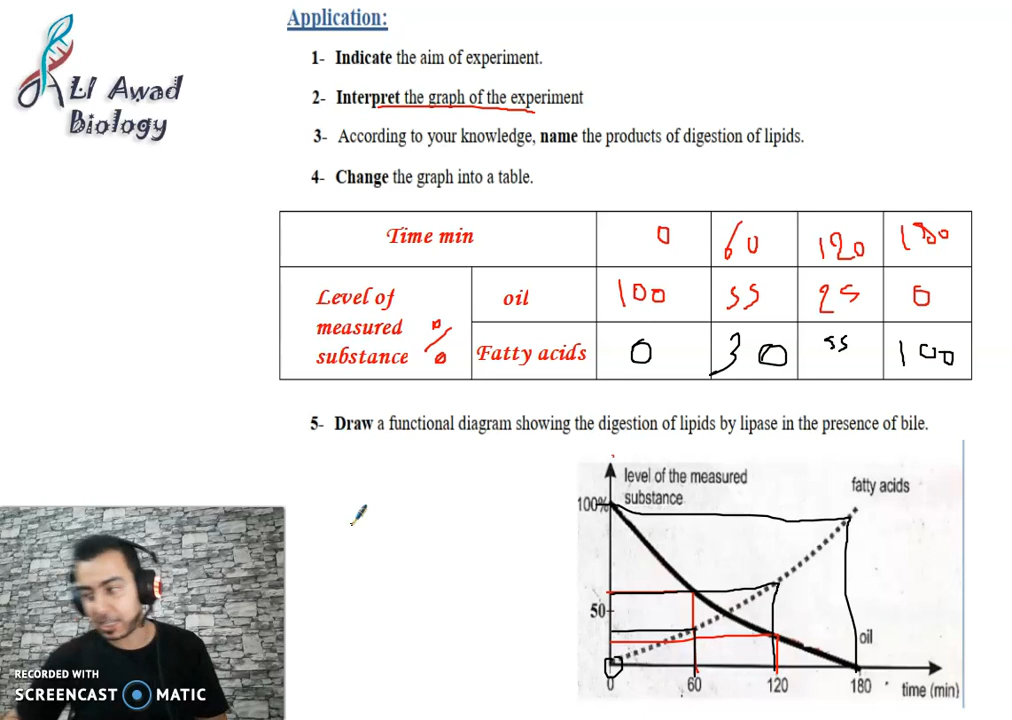 Application:
1- Indicate the aim of experiment.
2- Interpret the graph of the experiment
3- According to your knowledge, name the products of digestion of lipids.
4- Change the graph into a table.
ALI Awad
Biology
Time min 0 60 120 180
Level of measured substance % oil 100 55 25 0
Fatty acids 0 30 55 100
5- Draw a functional diagram showing the digestion of lipids by lipase in the presence of bile.
level of the measured
substance
fatty acids
100%
50
oil
0 60 120 180 time (min)
RECORDED WITH
SCREENCAST MATIC